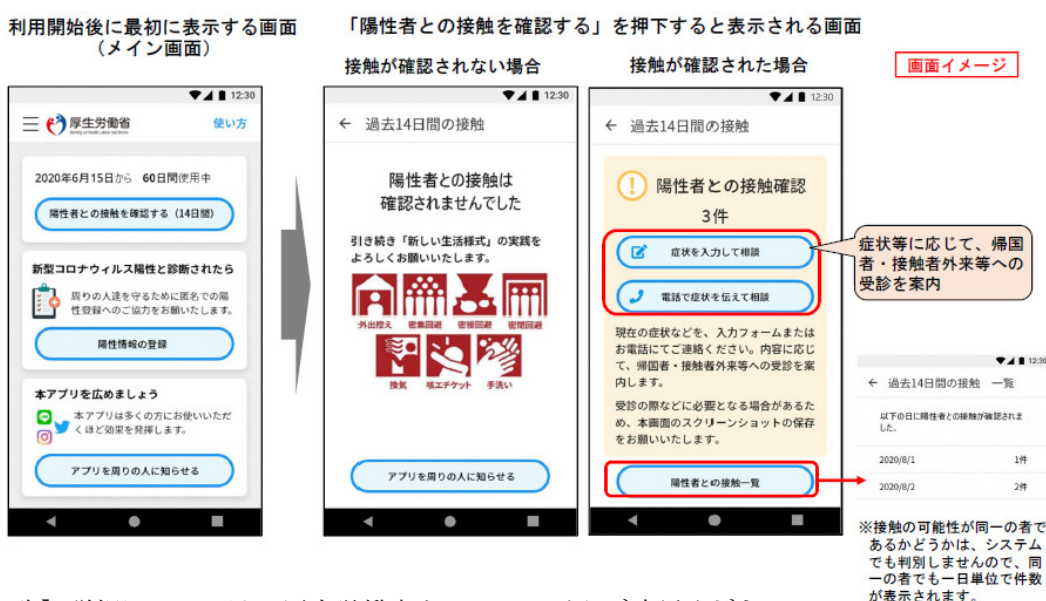 利用開始後に最初に表示する画面
（メイン画面）
「陽性者との接触を確認する」を押下すると表示される画面
接触が確認されない場合
接触が確認された場合
画面イメージ
12:30
厚生労働省
使い方
2020年6月15日から 60日間使用中
陽性者との接触を確認する（14日間）
新型コロナウィルス陽性と診断されたら
周りの人達を守るために匿名での陽
性登録へのご協力をお願いいたします。
陽性情報の登録
本アプリを広めましょう
本アプリは多くの方にお使いいただ
くほど効果を発揮します。
アプリを周りの人に知らせる
12:30
← 過去14日間の接触
陽性者との接触は
確認されませんでした
引き続き「新しい生活様式」の実践を
よろしくお願いいたします。
外出控え 密集回避 密接回避 密閉回避
換気 咳エチケット 手洗い
アプリを周りの人に知らせる
12:30
← 過去14日間の接触
陽性者との接触確認
3件
症状を入力して相談
電話で症状を伝えて相談
現在の症状などを、入力フォームまたは
お電話にてご連絡ください。内容に応じ
て、帰国者・接触者外来等への受診を案
内します。
受診の際などに必要となる場合があるた
め、本画面のスクリーンショットの保存
をお願いいたします。
陽性者との接触一覧
症状等に応じて、帰国
者・接触者外来等への
受診を案内
12:30
← 過去14日間の接触 一覧
以下の日に陽性者との接触が確認されま
した。
2020/8/1 1件
2020/8/2 2件
※接触の可能性が同一の者で
あるかどうかは、システム
でも判別しませんので、同
一の者でも一日単位で件数
が表示されます。